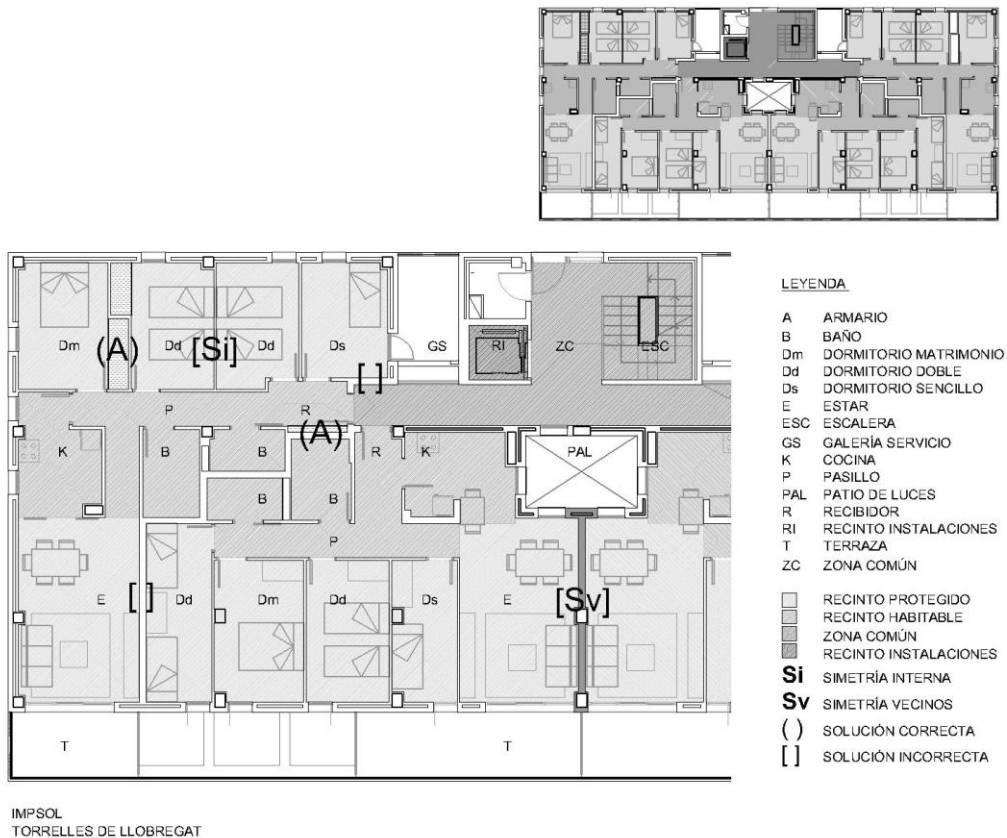 Dm (A) Dd [Si] Dd Ds [ ] GS RI ZC ESC
P R (A)
K B B R K PAL
B B
P
E [ ] Dd Dm Dd Ds E [Sv]
T T
LEYENDA
A ARMARIO
B BAÑO
Dm DORMITORIO MATRIMONIO
Dd DORMITORIO DOBLE
Ds DORMITORIO SENCILLO
E ESTAR
ESC ESCALERA
GS GALERÍA SERVICIO
K COCINA
P PASILLO
PAL PATIO DE LUCES
R RECIBIDOR
RI RECINTO INSTALACIONES
T TERRAZA
ZC ZONA COMÚN
RECINTO PROTEGIDO
RECINTO HABITABLE
ZONA COMÚN
RECINTO INSTALACIONES
Si SIMETRÍA INTERNA
Sv SIMETRÍA VECINOS
( ) SOLUCIÓN CORRECTA
[ ] SOLUCIÓN INCORRECTA
IMPSOL
TORRELLES DE LLOBREGAT